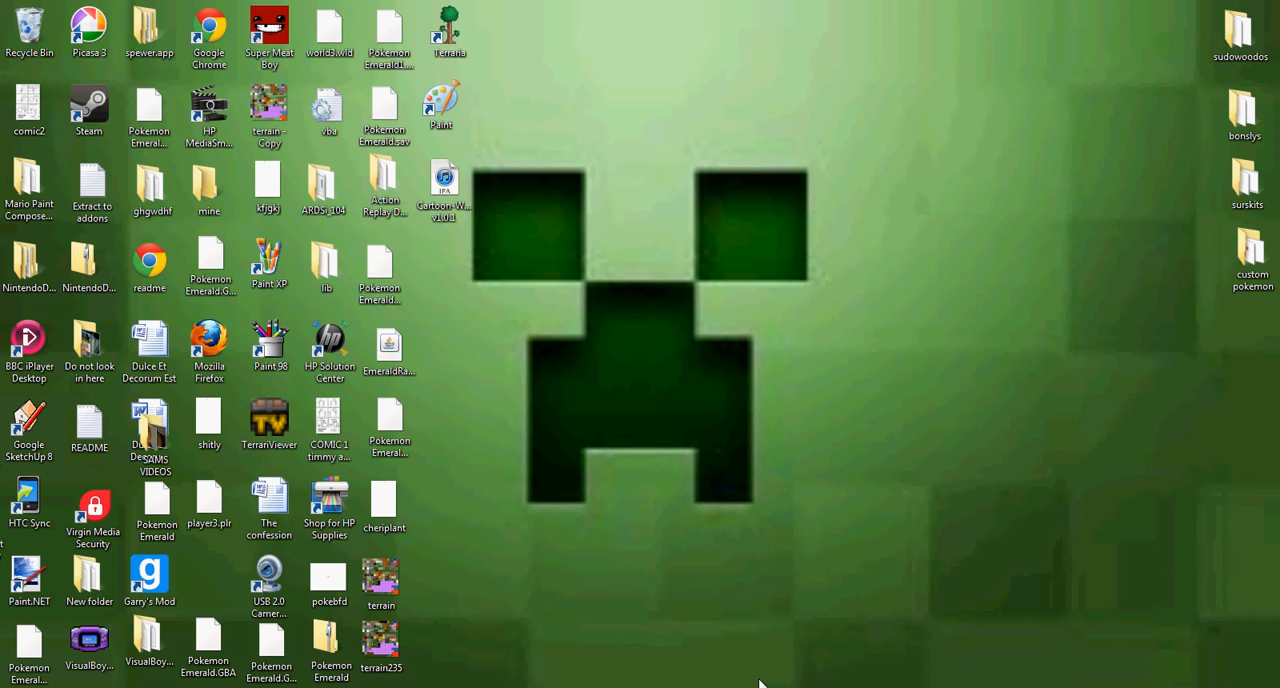 Recycle Bin
Picasa 3
spewer.app
Google
Chrome
Super Meat
Boy
world3.wld
Pokemon
Emerald1....
Terraria
comic2
Steam
Pokemon
Emeral...
HP
MediaSm...
terrain -
Copy
vba
Pokemon
Emerald.sav
Paint
Mario Paint
Compose...
Extract to
addons
ghgwdhf
mine
kfjgkj
ARDSi_104
Action
Replay D...
IPA
Cartoon-W...
v1.0.1
NintendoD...
NintendoD...
readme
Pokemon
Emerald.G...
Paint XP
lib
Pokemon
Emerald...
BBC iPlayer
Desktop
Do not look
in here
Dulce Et
Decorum Est
Mozilla
Firefox
Paint 98
HP Solution
Center
EmeraldRa...
Google
SketchUp 8
README
SAMS
VIDEOS
shitly
TV
TerrariViewer
COMIC 1
timmy a...
Pokemon
Emeral...
HTC Sync
Virgin Media
Security
Pokemon
Emerald
player3.plr
The
confession
Shop for HP
Supplies
cheriplant
Paint.NET
New folder
g
Garry's Mod
USB 2.0
Camer...
pokebfd
terrain
Pokemon
Emeral...
VisualBoy...
VisualBoy...
Pokemon
Emerald.GBA
Pokemon
Emerald.G...
Pokemon
Emerald
terrain235
sudowoodos
bonslys
surskits
custom
pokemon